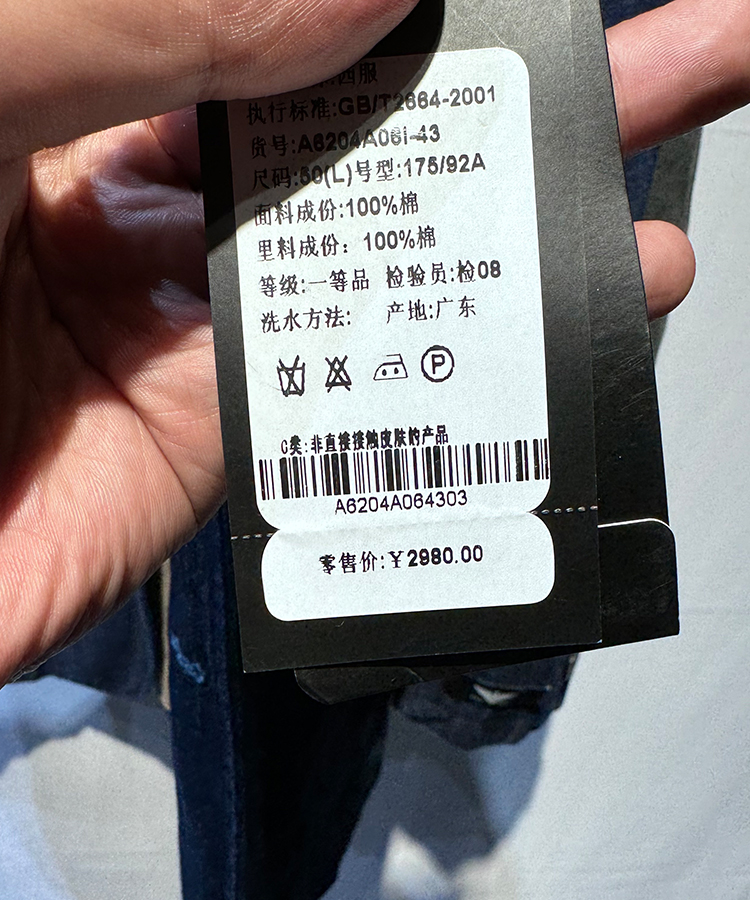 西服
执行标准:GB/T2664-2001
货号:A6204A06I-43
尺码:50(L)号型:175/92A
面料成份:100%棉
里料成份: 100%棉
等级:一等品 检验员:检08
洗水方法: 产地:广东
P
C类:非直接接触皮肤的产品
A6204A064303
零售价:¥2980.00